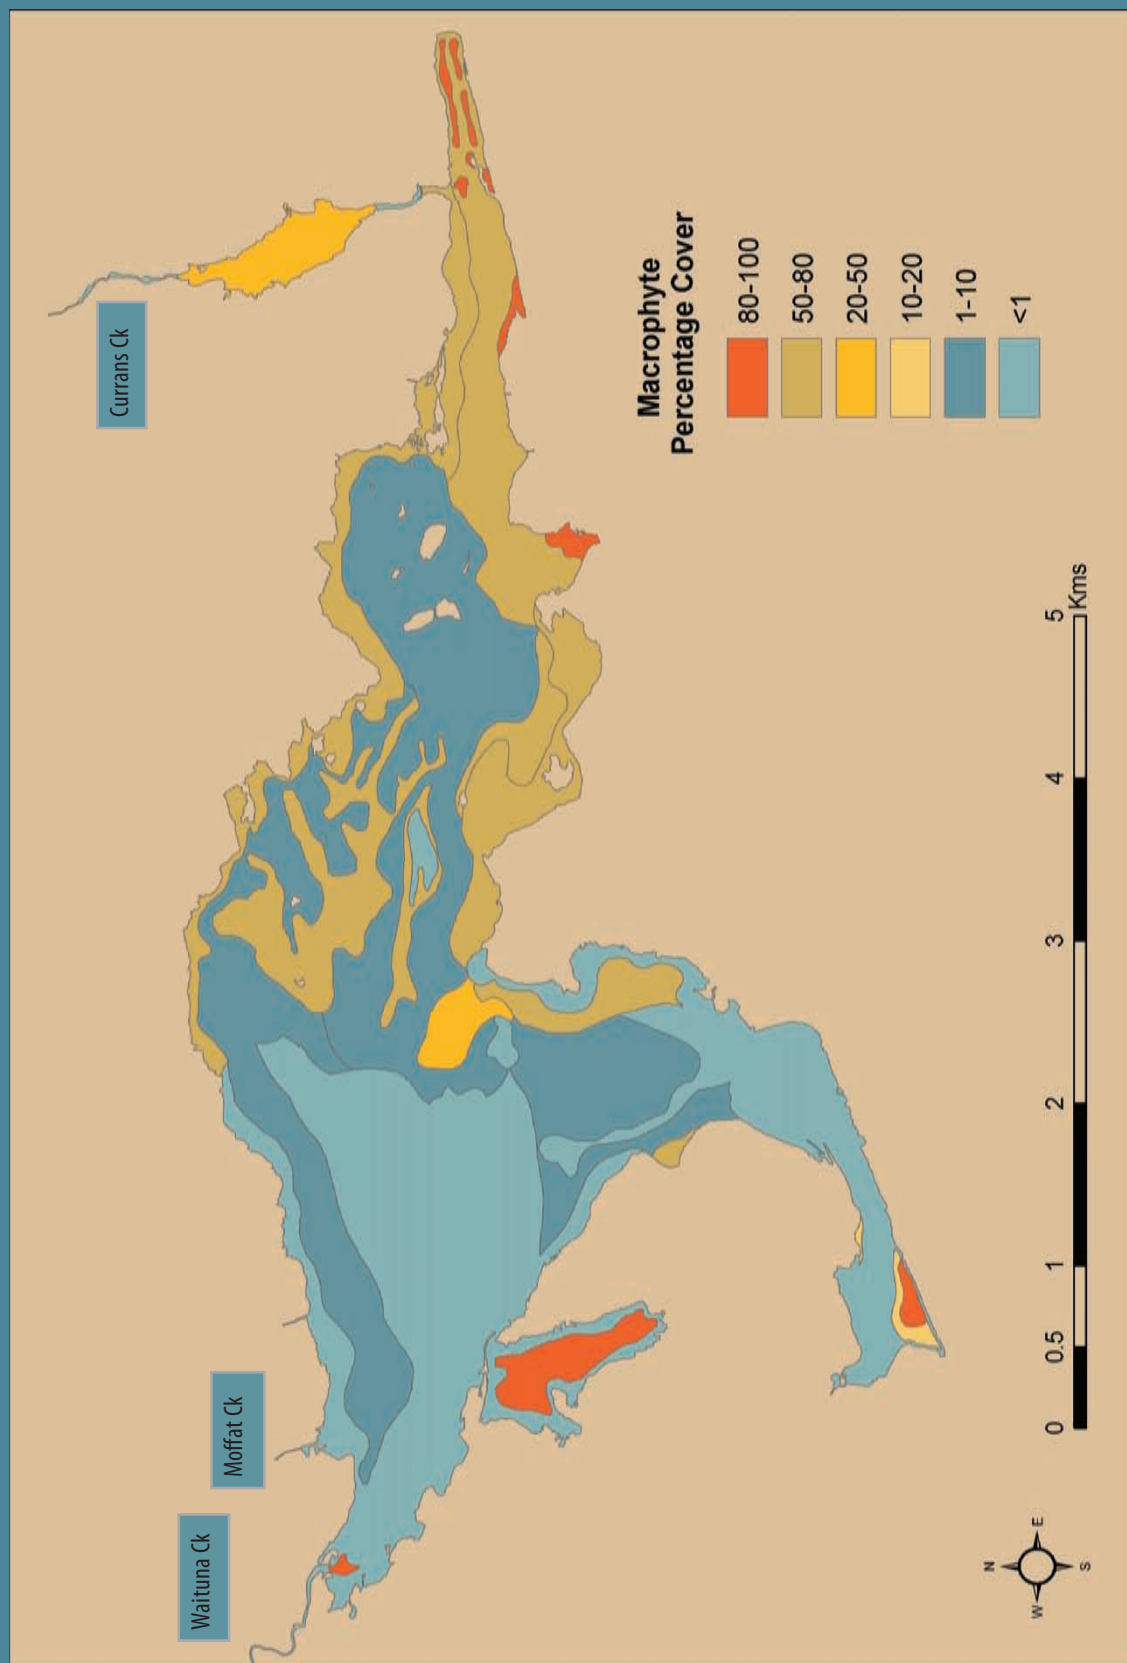 Waituna Ck
Moffat Ck
Currans Ck
Macrophyte
Percentage Cover
80-100
50-80
20-50
10-20
1-10
<1
N
W
E
S
0
0.5
1
2
3
4
5
Kms